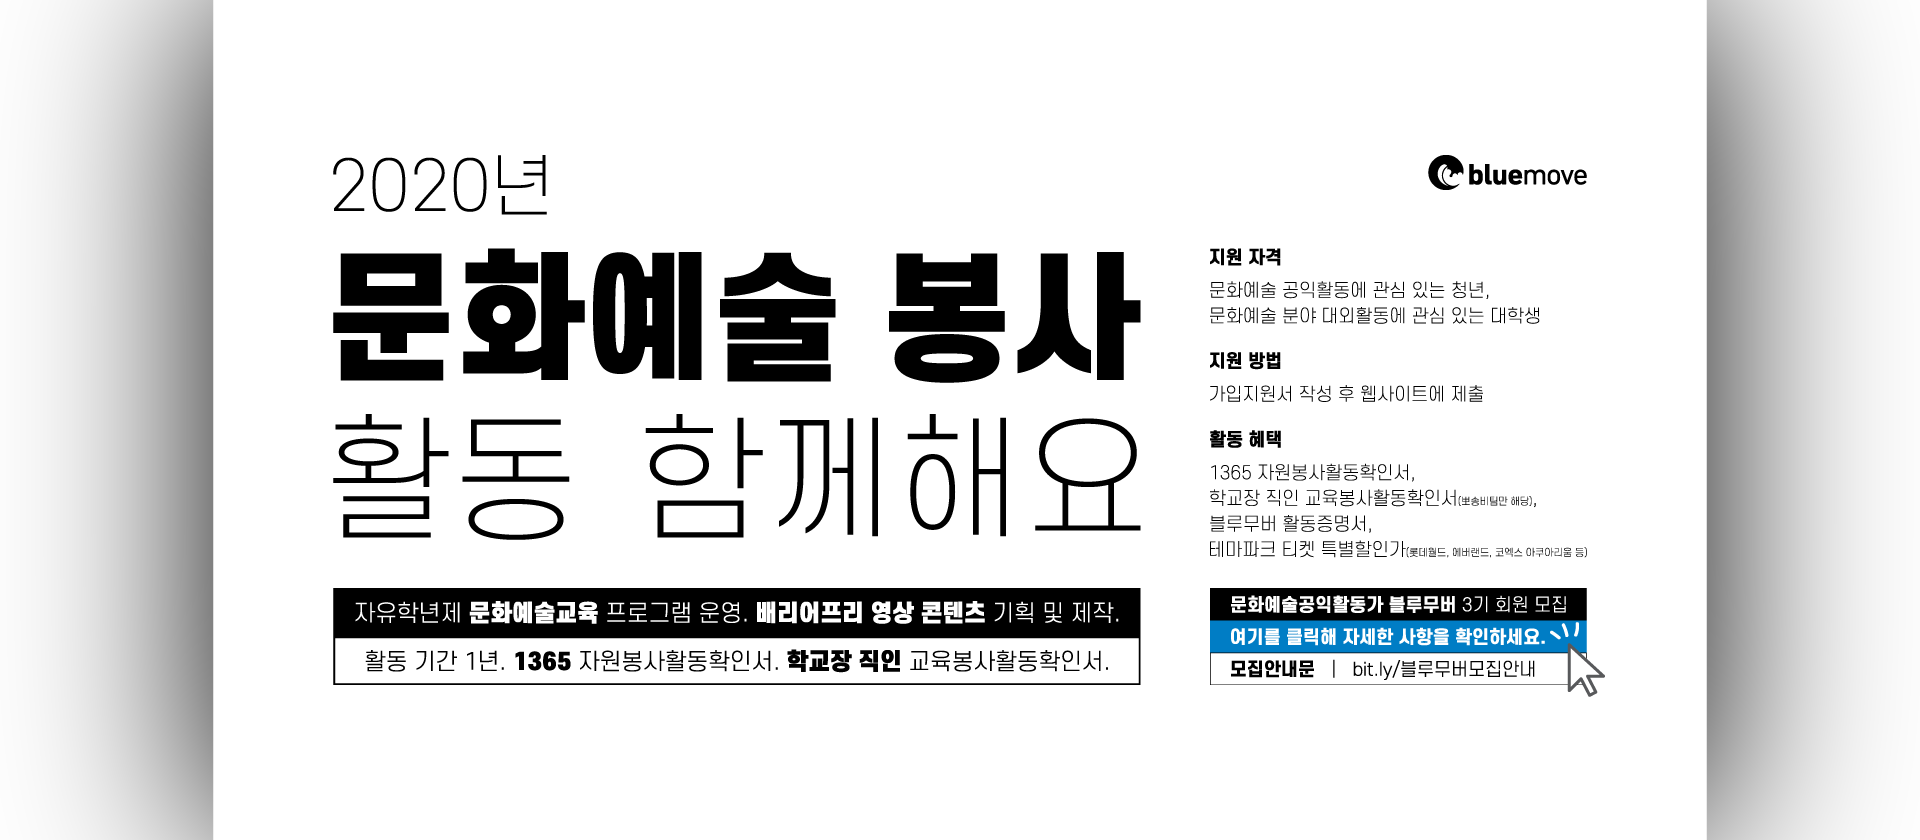 2020년
문화예술 봉사
활동 함께해요
자유학년제 문화예술교육 프로그램 운영. 배리어프리 영상 콘텐츠 기획 및 제작.
활동 기간 1년. 1365 자원봉사활동확인서. 학교장 직인 교육봉사활동확인서.
bluemove
지원 자격
문화예술 공익활동에 관심 있는 청년,
문화예술 분야 대외활동에 관심 있는 대학생
지원 방법
가입지원서 작성 후 웹사이트에 제출
활동 혜택
1365 자원봉사활동확인서,
학교장 직인 교육봉사활동확인서(뽀송비팀만 해당),
블루무버 활동증명서,
테마파크 티켓 특별할인가(롯데월드, 에버랜드, 코엑스 아쿠아리움 등)
문화예술공익활동가 블루무버 3기 회원 모집
여기를 클릭해 자세한 사항을 확인하세요.
모집안내문 | bit.ly/블루무버모집안내